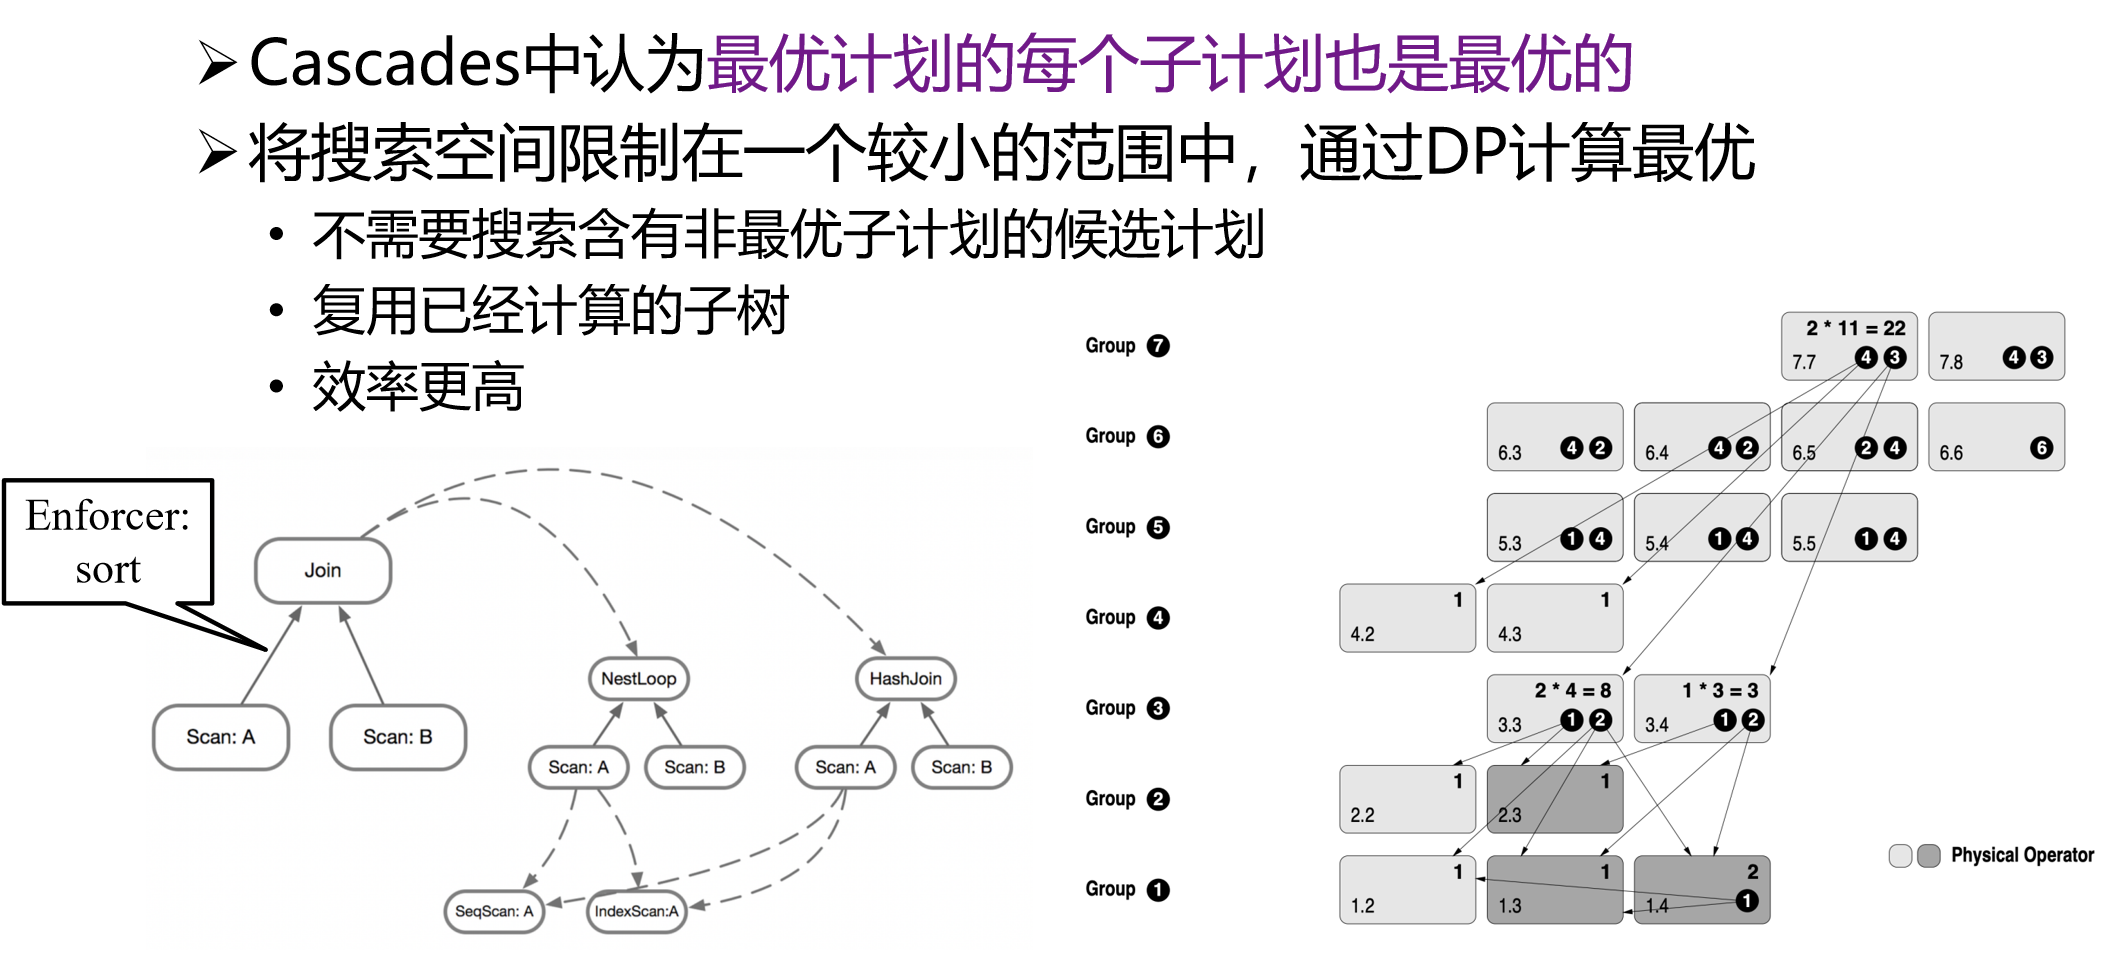 Cascades中认为最优计划的每个子计划也是最优的
将搜索空间限制在一个较小的范围中，通过DP计算最优
• 不需要搜索含有非最优子计划的候选计划
• 复用已经计算的子树
• 效率更高
Enforcer:
sort
Join
Scan: A
Scan: B
NestLoop
HashJoin
Scan: A
Scan: B
Scan: A
Scan: B
SeqScan: A
IndexScan:A
Group 7
2 * 11 = 22
7.7 4 3
7.8 4 3
Group 6
6.3 4 2
6.4 4 2
6.5 2 4
6.6 6
Group 5
5.3 1 4
5.4 1 4
5.5 1 4
Group 4
1
4.2
1
4.3
Group 3
2 * 4 = 8
3.3 1 2
1 * 3 = 3
3.4 1 2
Group 2
1
2.2
1
2.3
Group 1
1
1.2
1
1.3
2
1.4 1
Physical Operator